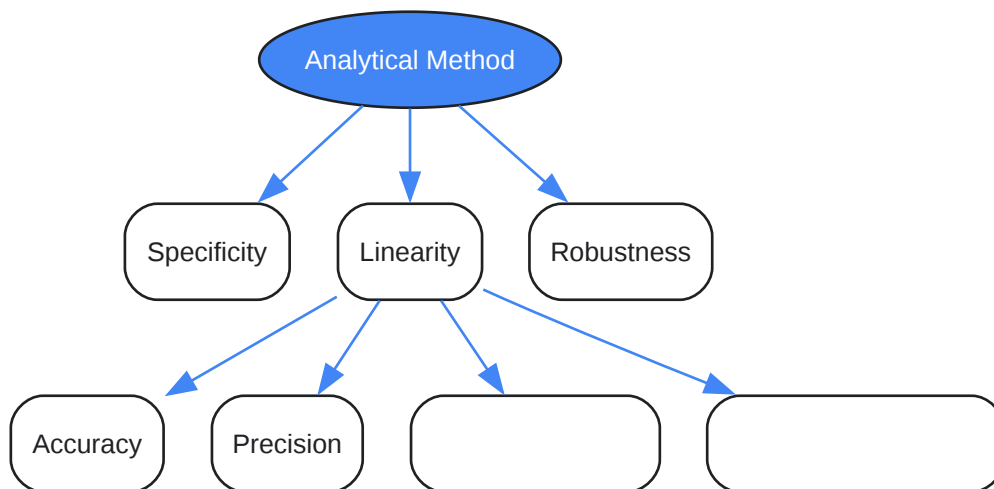 Analytical Method
Specificity
Linearity
Robustness
Accuracy
Precision